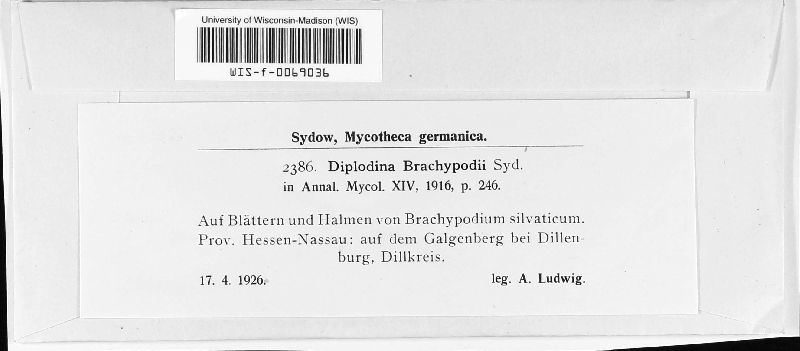 University of Wisconsin-Madison (WIS)
WIS-f-0069036
Sydow, Mycotheca germanica.
2386. Diplodina Brachypodii Syd.
in Annal. Mycol. XIV, 1916, p. 246.
Auf Blättern und Halmen von Brachypodium silvaticum.
Prov. Hessen-Nassau: auf dem Galgenberg bei Dillen-
burg, Dillkreis.
17. 4. 1926.
leg. A. Ludwig.